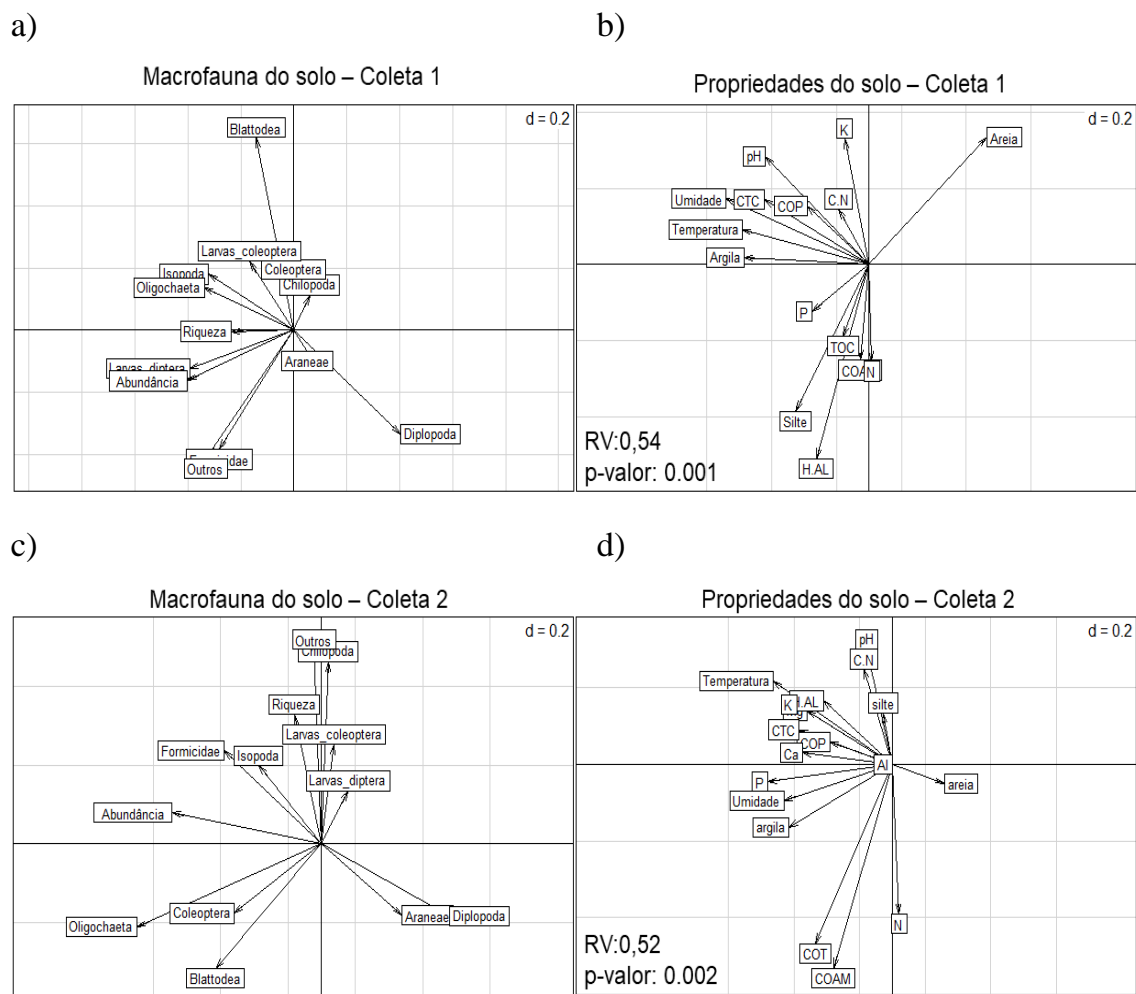 a)
b)
Macrofauna do solo – Coleta 1
Propriedades do solo – Coleta 1
d = 0.2
d = 0.2
Blattodea
K
Areia
pH
Larvas_coleoptera
Umidade
CTC
COP
C.N
Coleoptera
Isopoda
Chilopoda
Temperatura
Oligochaeta
Argila
Riqueza
P
Araneae
TOC
Larvas_diptera
Abundância
N
Diplopoda
Silte
RV:0,54
Outros
H.AL
p-valor: 0.001
c)
d)
Macrofauna do solo – Coleta 2
Propriedades do solo – Coleta 2
d = 0.2
d = 0.2
Outros
pH
Chilopoda
C.N
Temperatura
Riqueza
K
H.AL
silte
Larvas_coleoptera
CTC
Formicidae
Isopoda
COP
Ca
Al
Larvas_diptera
P
areia
Abundância
Umidade
argila
Oligochaeta
Coleoptera
Araneae
Diplopoda
N
RV:0,52
COT
Blattodea
p-valor: 0.002
COAM